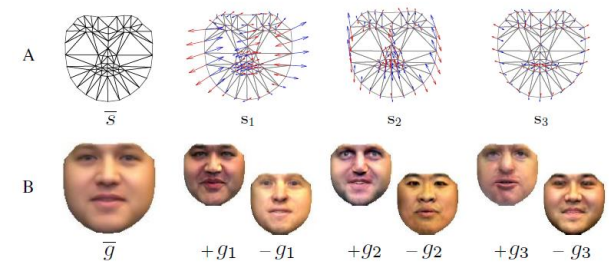 A
s̅ s₁ s₂ s₃
B
g̅ +g₁ −g₁ +g₂ −g₂ +g₃ −g₃